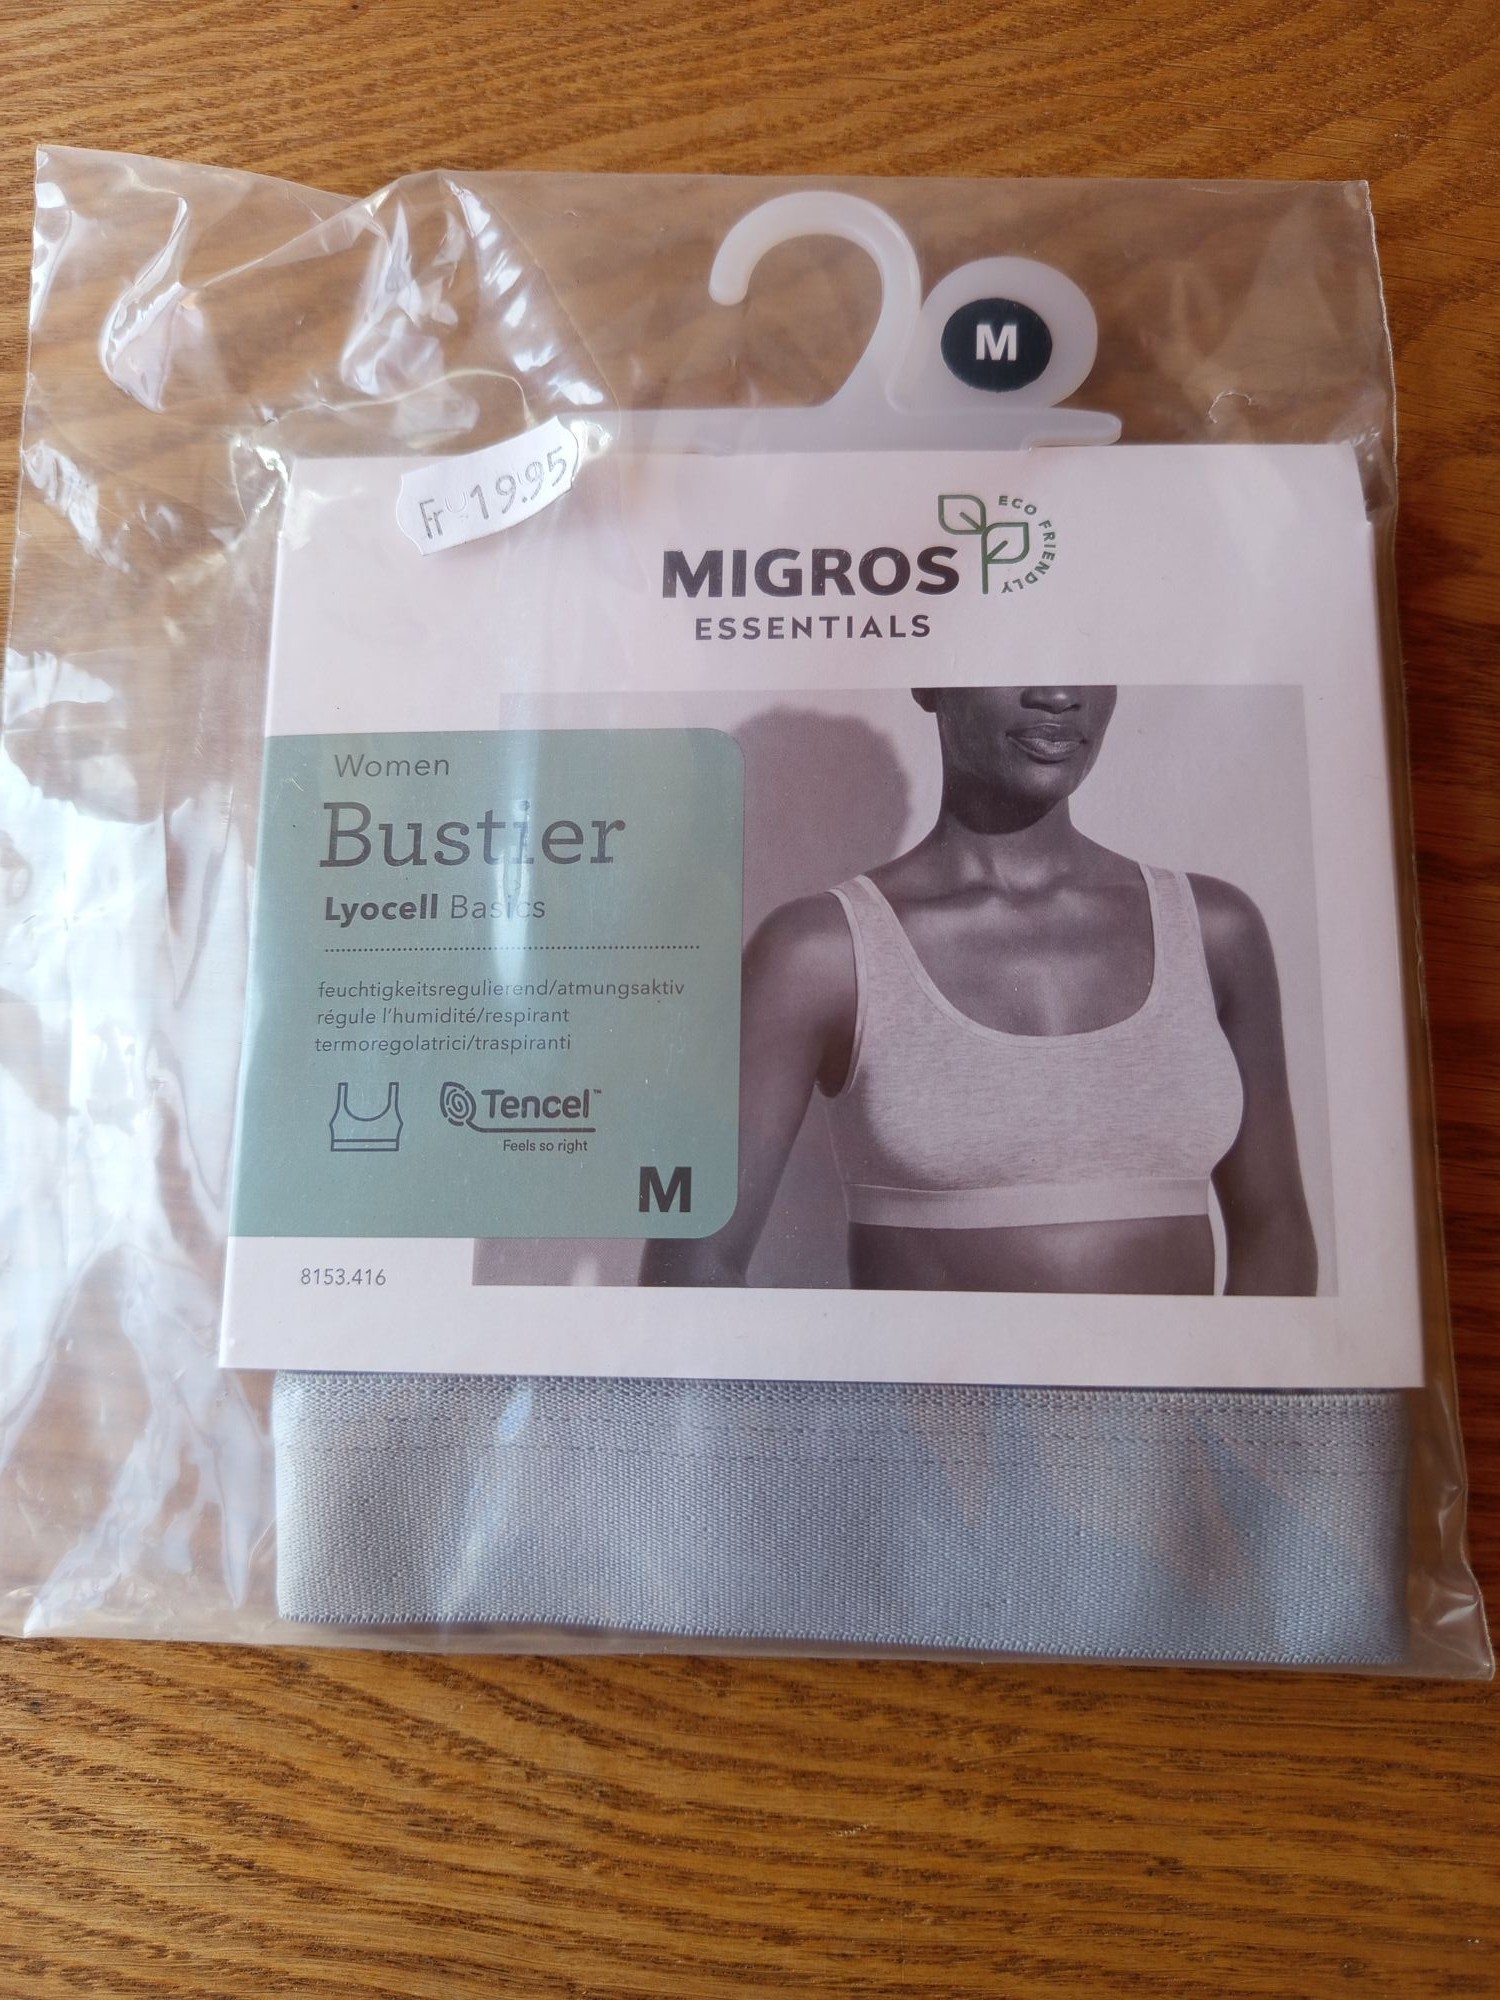 M
Fr 19.95
MIGROS
ESSENTIALS
ECO FRIENDLY
Women
Bustier
Lyocell Basics
feuchtigkeitsregulierend/atmungsaktiv
régule l'humidité/respirant
termoregolatrici/traspiranti
Tencel™
Feels so right
M
8153.416